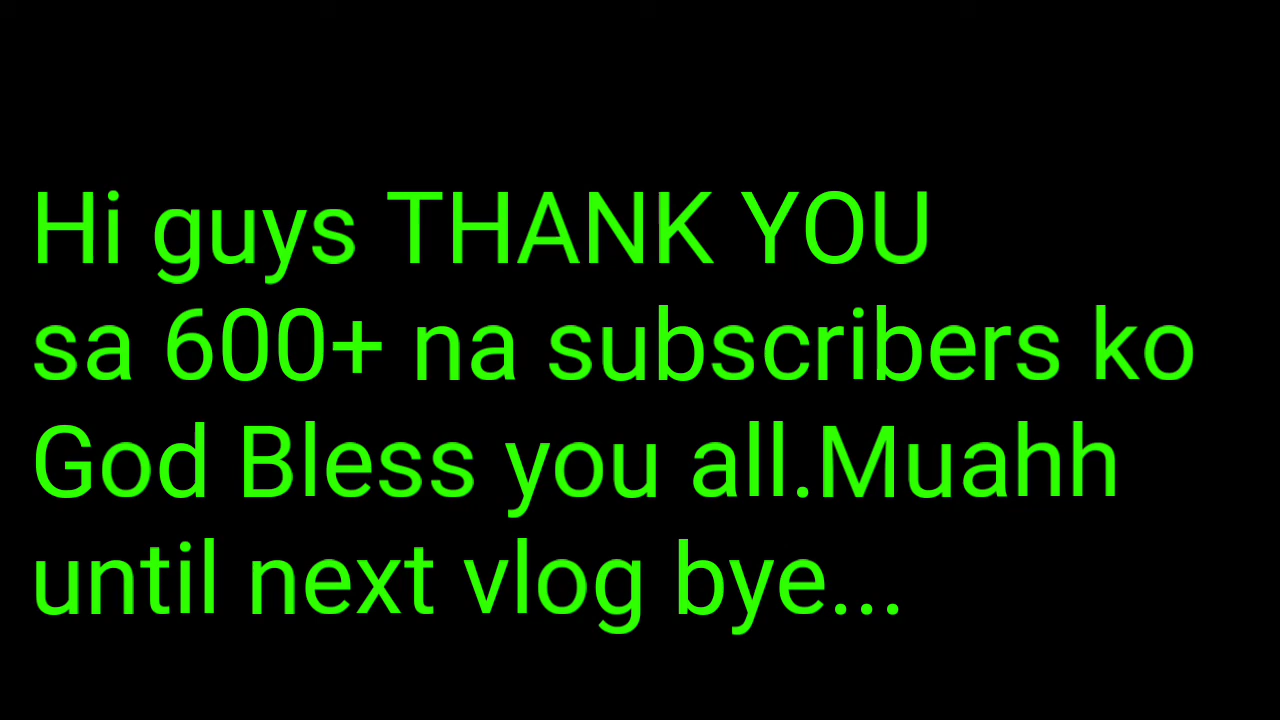 Hi guys THANK YOU
sa 600+ na subscribers ko
God Bless you all.Muahh
until next vlog bye...